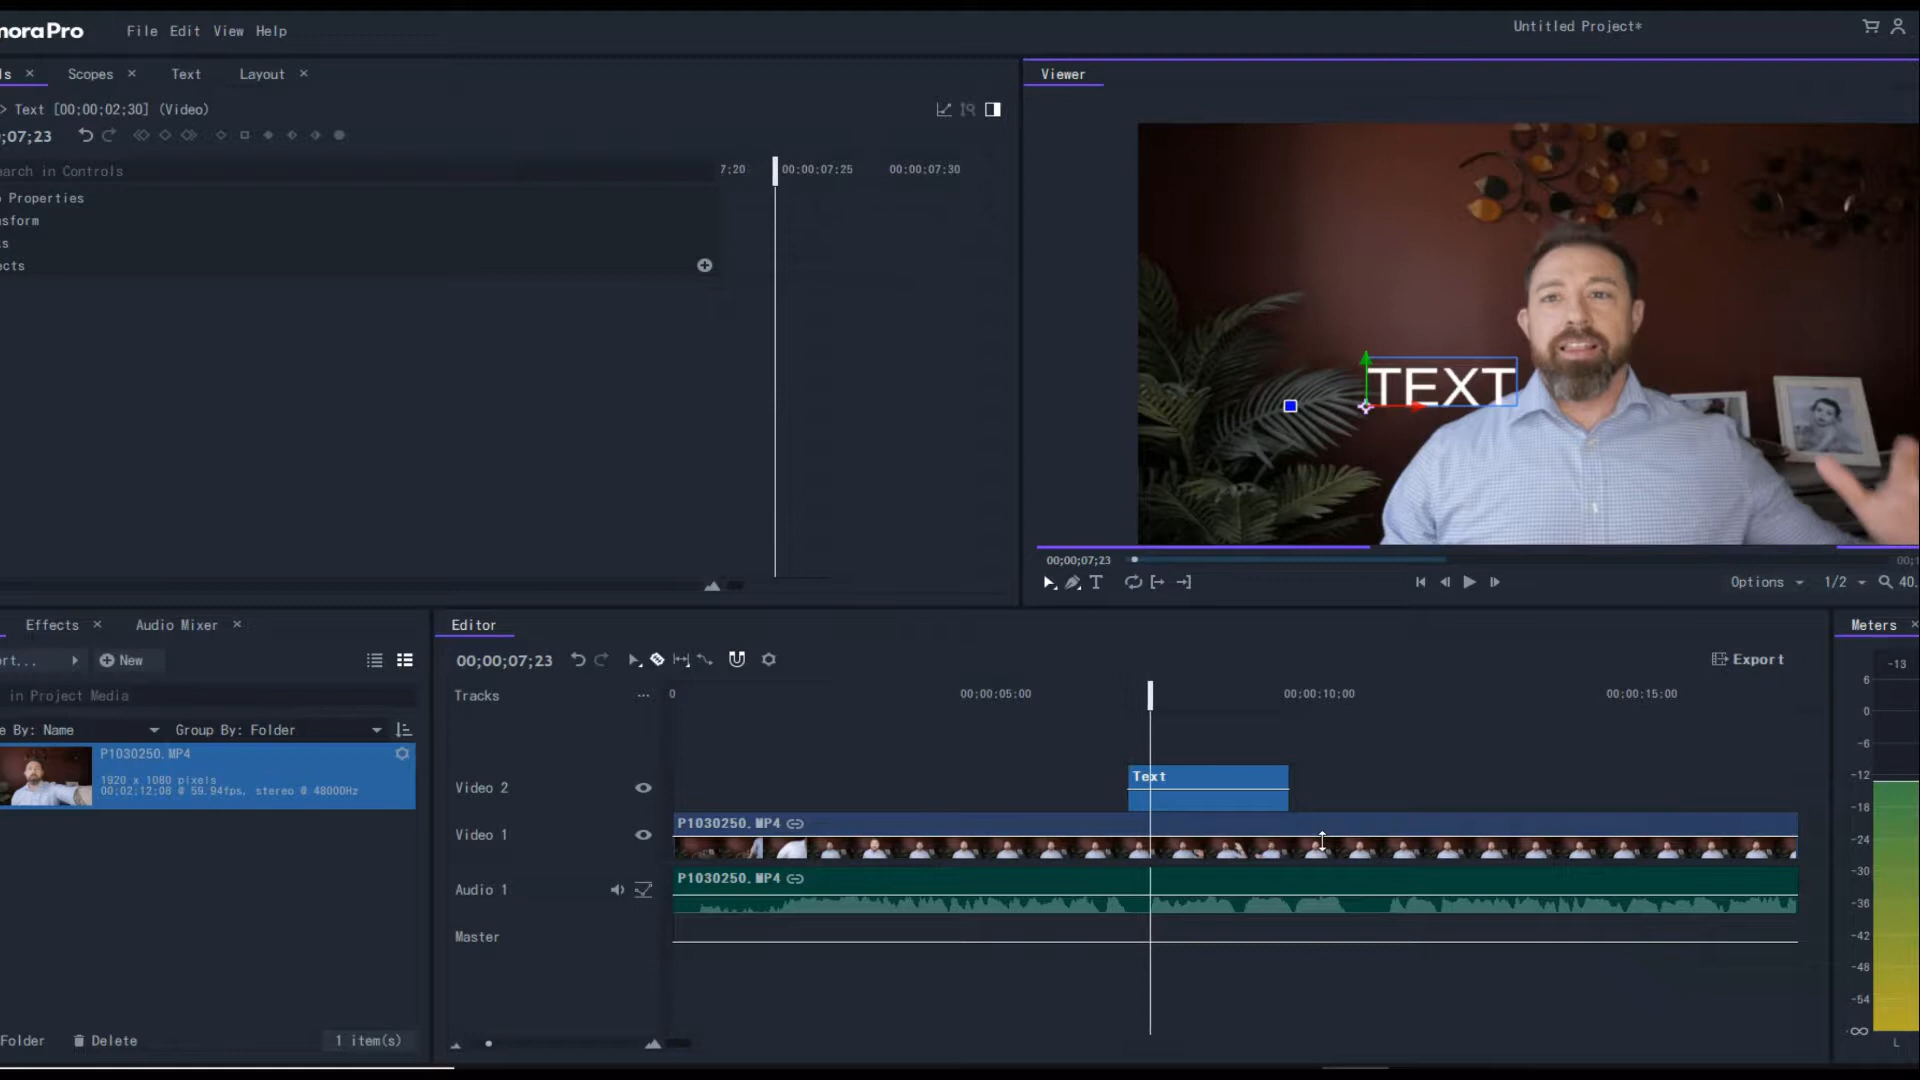 moraPro File Edit View Help Untitled Project*
ls × Scopes × Text Layout × Viewer
> Text [00;00;02;30] (Video)
;07;23
earch in Controls 7;20 00;00;07;25 00;00;07;30
Properties
nsform
ts
ects
TEXT
00;00;07;23
T Options 1/2 40.
Effects × Audio Mixer × Editor Meters ×
ort... New 00;00;07;23 Export
in Project Media Tracks ... 0 00;00;05;00 00;00;10;00 00;00;15;00
e By: Name Group By: Folder
P1030250.MP4
1920 x 1080 pixels
00;02;12;08 @ 59.94fps, stereo @ 48000Hz
Video 2 Text
Video 1 P1030250.MP4
Audio 1 P1030250.MP4
Master
-13
6
0
-6
-12
-18
-24
-30
-36
-42
-48
-54
-∞
L
Folder Delete 1 item(s)